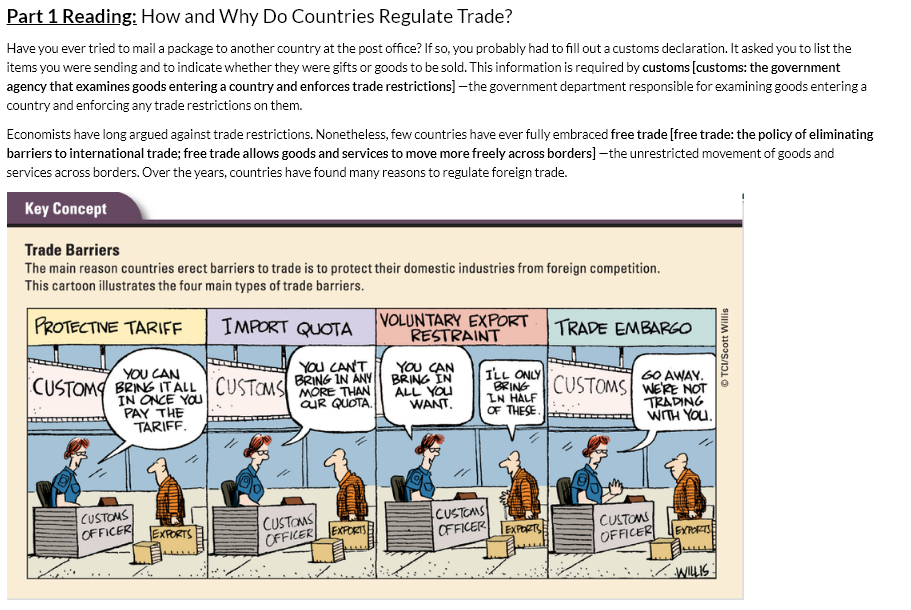 Part 1 Reading: How and Why Do Countries Regulate Trade?
Have you ever tried to mail a package to another country at the post office? If so, you probably had to fill out a customs declaration. It asked you to list the
items you were sending and to indicate whether they were gifts or goods to be sold. This information is required by customs [customs: the government
agency that examines goods entering a country and enforces trade restrictions] —the government department responsible for examining goods entering a
country and enforcing any trade restrictions on them.
Economists have long argued against trade restrictions. Nonetheless, few countries have ever fully embraced free trade [free trade: the policy of eliminating
barriers to international trade; free trade allows goods and services to move more freely across borders] —the unrestricted movement of goods and
services across borders. Over the years, countries have found many reasons to regulate foreign trade.
Key Concept
Trade Barriers
The main reason countries erect barriers to trade is to protect their domestic industries from foreign competition.
This cartoon illustrates the four main types of trade barriers.
PROTECTIVE TARIFF
CUSTOMS
YOU CAN
BRING IT ALL
IN ONCE YOU
PAY THE
TARIFF.
CUSTOMS
OFFICER
EXPORTS
IMPORT QUOTA
CUSTOMS
YOU CAN'T
BRING IN ANY
MORE THAN
OUR QUOTA.
CUSTOMS
OFFICER
EXPORTS
VOLUNTARY EXPORT
RESTRAINT
YOU CAN
BRING IN
ALL YOU
WANT.
I'LL ONLY
BRING
IN HALF
OF THESE.
CUSTOMS
OFFICER
EXPORTS
TRADE EMBARGO
CUSTOMS
GO AWAY.
WE'RE NOT
TRADING
WITH YOU.
CUSTOMS
OFFICER
EXPORTS
WILLIS
© TCI/Scott Willis